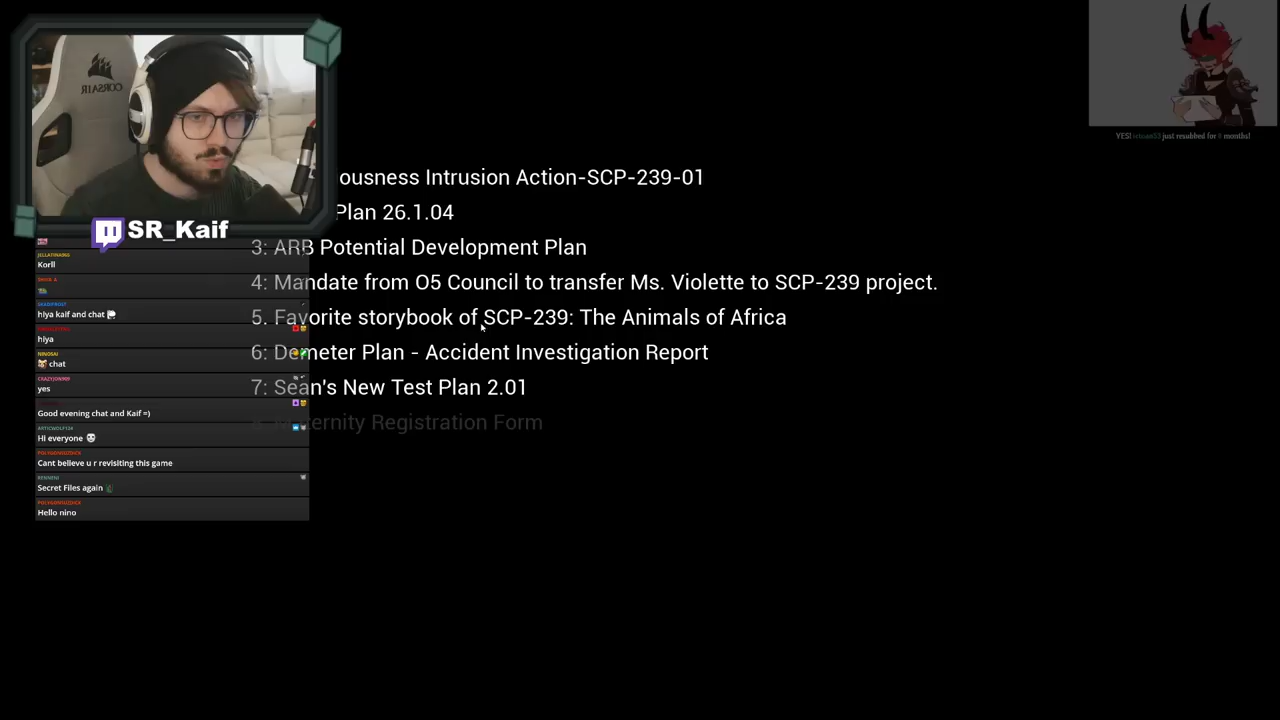 CORSAIR
SR_Kaif
YES! just resubbed for 9 months!
ousness Intrusion Action-SCP-239-01
Plan 26.1.04
3: ARB Potential Development Plan
4: Mandate from O5 Council to transfer Ms. Violette to SCP-239 project.
5. Favorite storybook of SCP-239: The Animals of Africa
6: Demeter Plan - Accident Investigation Report
7: Sean's New Test Plan 2.01
ternity Registration Form
Korll
hiya kaif and chat
hiya
NINOSAI
chat
yes
Good evening chat and Kaif =)
Hi everyone
Cant believe u r revisiting this game
Secret Files again
Hello nino